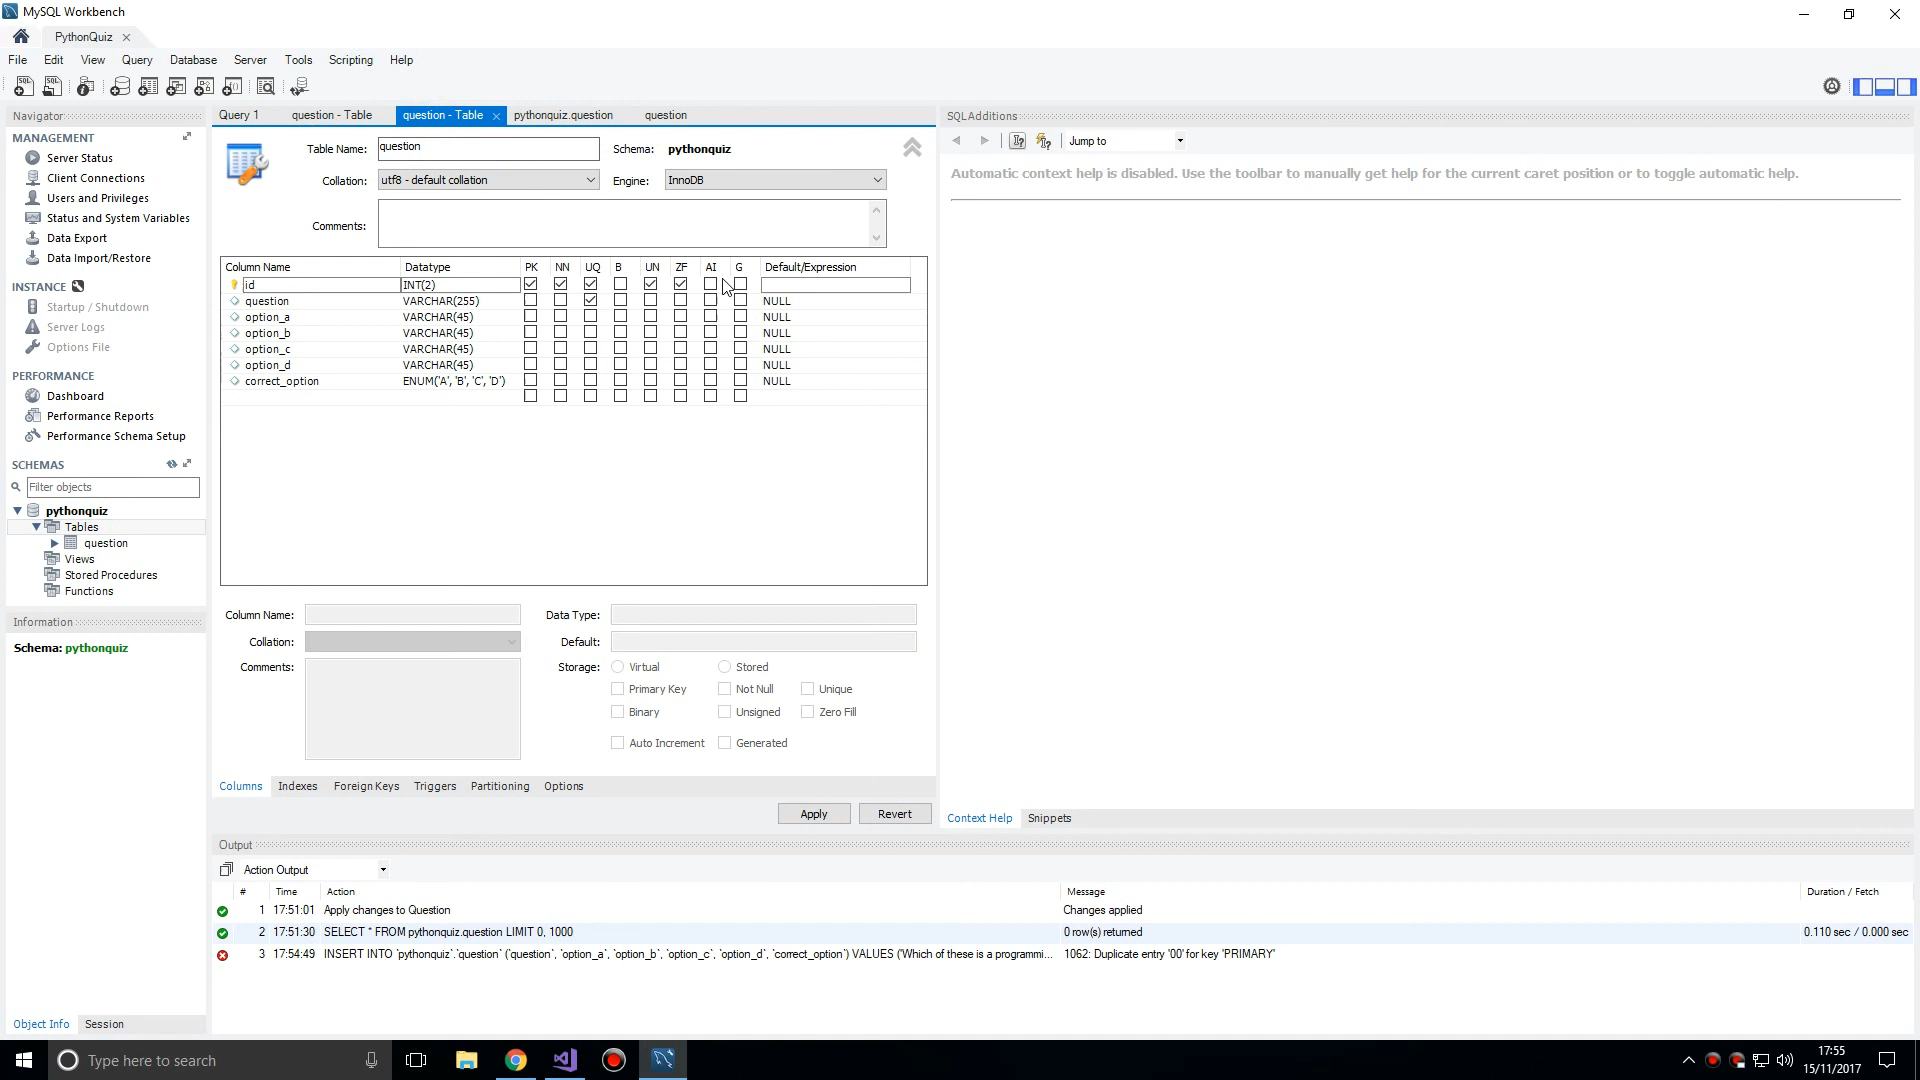 MySQL Workbench
PythonQuiz
File Edit View Query Database Server Tools Scripting Help
Navigator
MANAGEMENT
Server Status
Client Connections
Users and Privileges
Status and System Variables
Data Export
Data Import/Restore
INSTANCE
Startup / Shutdown
Server Logs
Options File
PERFORMANCE
Dashboard
Performance Reports
Performance Schema Setup
SCHEMAS
Filter objects
pythonquiz
Tables
question
Views
Stored Procedures
Functions
Information
Schema: pythonquiz
Object Info Session
Query 1 question - Table question - Table pythonquiz.question question
Table Name: question Schema: pythonquiz
Collation: utf8 - default collation Engine: InnoDB
Comments:
Column Name Datatype PK NN UQ B UN ZF AI G Default/Expression
id INT(2)
question VARCHAR(255) NULL
option_a VARCHAR(45) NULL
option_b VARCHAR(45) NULL
option_c VARCHAR(45) NULL
option_d VARCHAR(45) NULL
correct_option ENUM('A', 'B', 'C', 'D') NULL
Column Name: Data Type:
Collation: Default:
Comments: Storage: Virtual Stored
Primary Key Not Null Unique
Binary Unsigned Zero Fill
Auto Increment Generated
Columns Indexes Foreign Keys Triggers Partitioning Options
Apply Revert
SQLAdditions
Jump to
Automatic context help is disabled. Use the toolbar to manually get help for the current caret position or to toggle automatic help.
Context Help Snippets
Output
Action Output
# Time Action Message Duration / Fetch
1 17:51:01 Apply changes to Question Changes applied
2 17:51:30 SELECT * FROM pythonquiz.question LIMIT 0, 1000 0 row(s) returned 0.110 sec / 0.000 sec
3 17:54:49 INSERT INTO `pythonquiz`.`question` (`question`, `option_a`, `option_b`, `option_c`, `option_d`, `correct_option`) VALUES ('Which of these is a programmi... 1062: Duplicate entry '00' for key 'PRIMARY'
Type here to search
17:55
15/11/2017